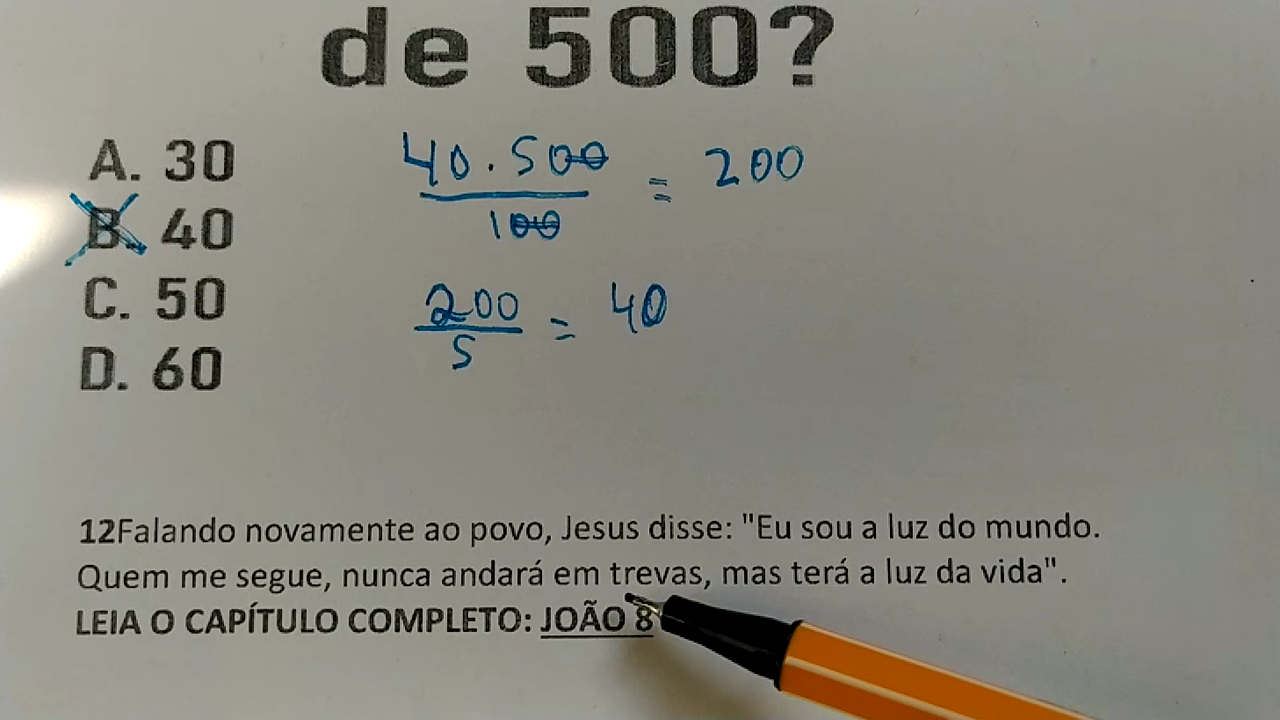 de 500?
A. 30
B. 40
C. 50
D. 60
40 . 500 = 200
100
200 = 40
5
12Falando novamente ao povo, Jesus disse: "Eu sou a luz do mundo.
Quem me segue, nunca andará em trevas, mas terá a luz da vida".
LEIA O CAPÍTULO COMPLETO: JOÃO 8